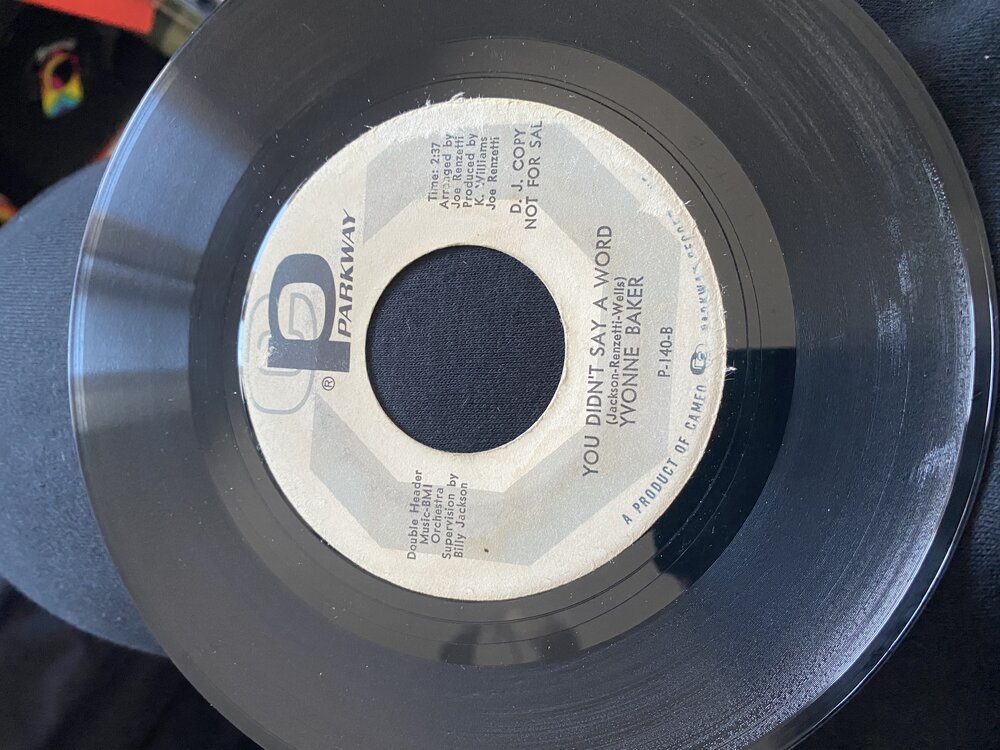 P
PARKWAY
®
Double Header
Music-BMI
Orchestra
Supervision by
Billy Jackson
Time: 2:37
Arranged by
Joe Renzetti
Produced by
K. Williams
Joe Renzetti
D. J. COPY
NOT FOR SAL
YOU DIDN'T SAY A WORD
(Jackson-Renzetti-Wells)
YVONNE BAKER
P-140-B
A PRODUCT OF CAMEO PARKWAY RECORDS